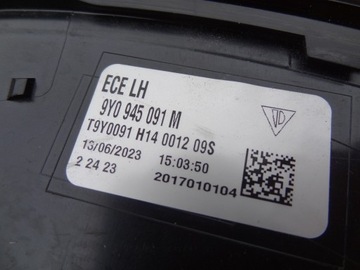 ECE LH
9Y0 945 091 M
T9Y0091 H14 0012 09S
13/06/2023 15:03:50
2 24 23 2017010104